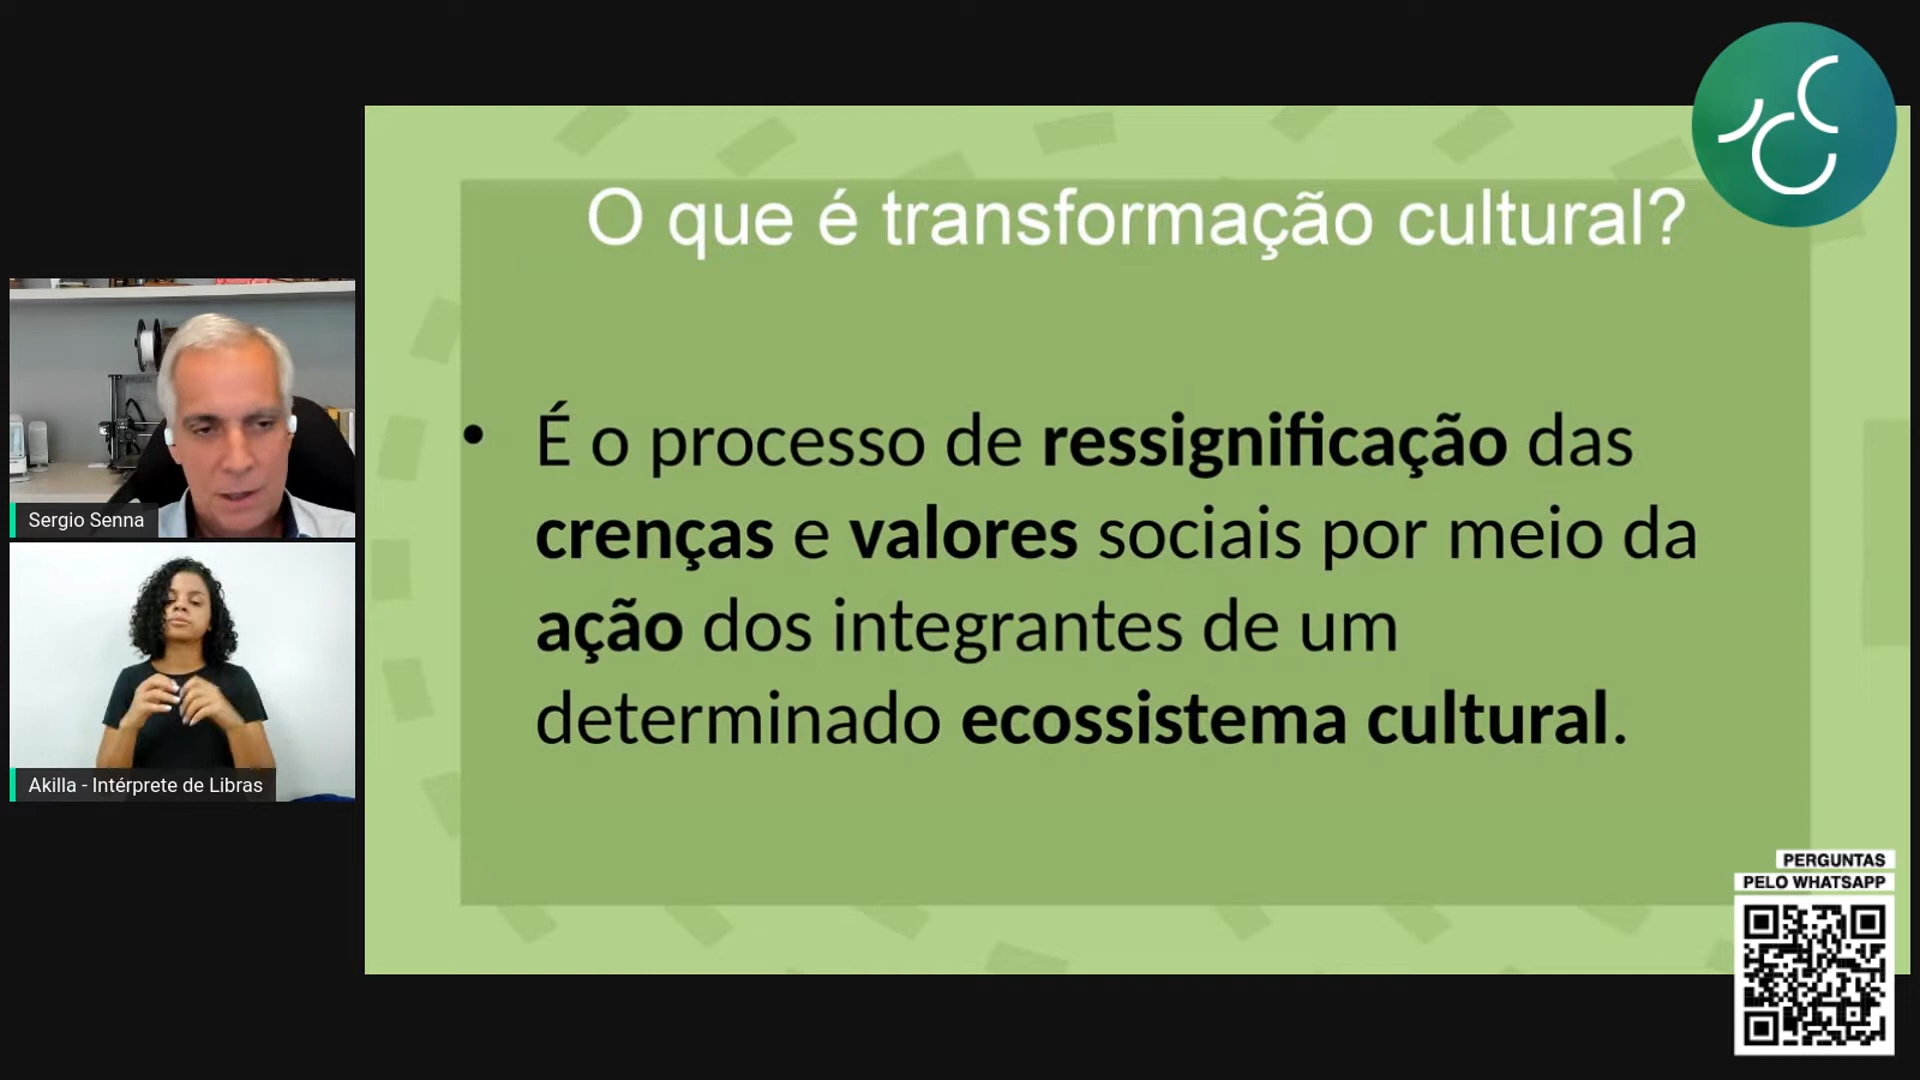 O que é transformação cultural?
• É o processo de ressignificação das
crenças e valores sociais por meio da
ação dos integrantes de um
determinado ecossistema cultural.
Sergio Senna
Akilla - Intérprete de Libras
PERGUNTAS
PELO WHATSAPP